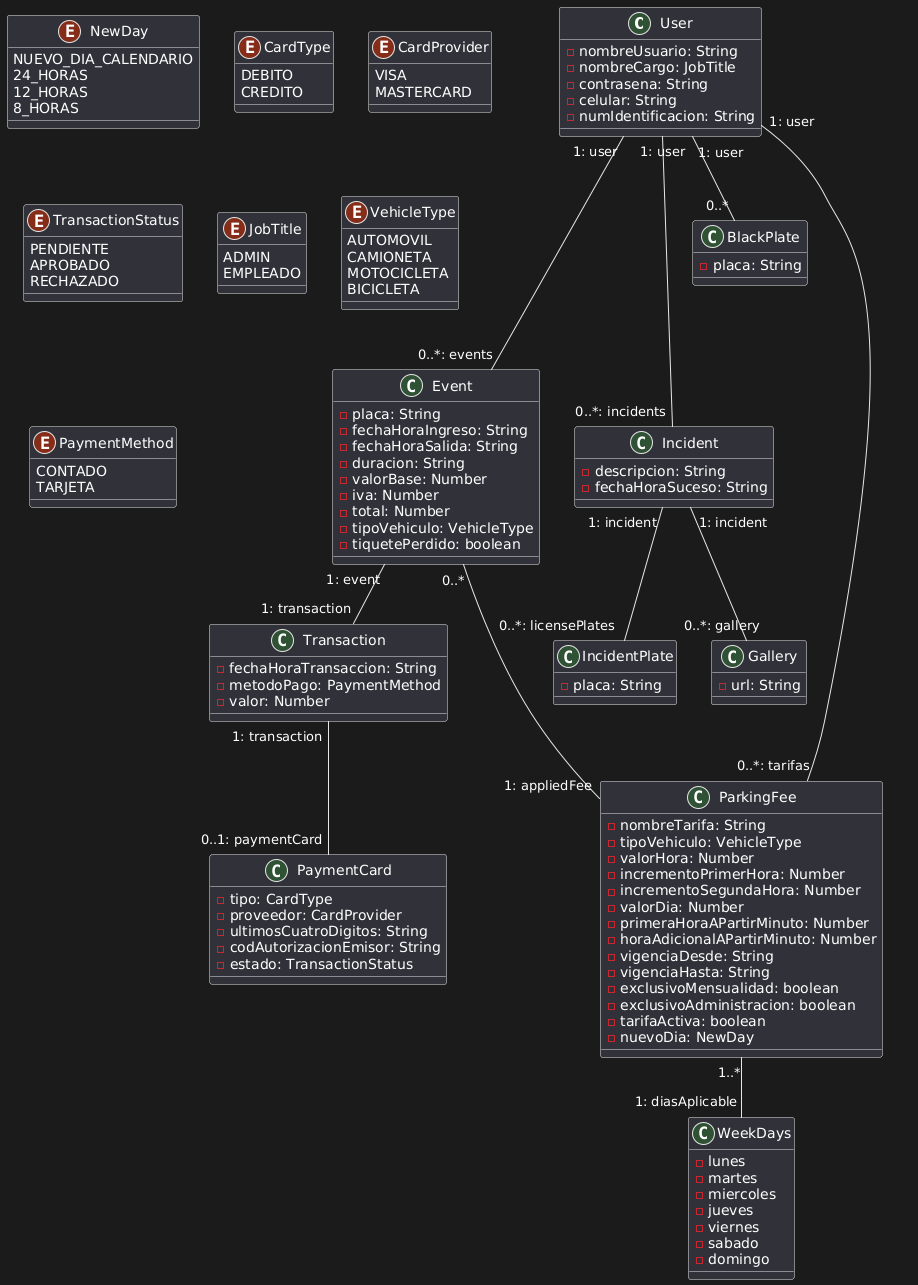 E NewDay
NUEVO_DIA_CALENDARIO
24_HORAS
12_HORAS
8_HORAS
E CardType
DEBITO
CREDITO
E CardProvider
VISA
MASTERCARD
C User
nombreUsuario: String
nombreCargo: JobTitle
contrasena: String
celular: String
numIdentificacion: String
1: user
1: user
1: user
1: user
E TransactionStatus
PENDIENTE
APROBADO
RECHAZADO
E JobTitle
ADMIN
EMPLEADO
E VehicleType
AUTOMOVIL
CAMIONETA
MOTOCICLETA
BICICLETA
0..*
C BlackPlate
placa: String
0..*: events
C Event
placa: String
fechaHoraIngreso: String
fechaHoraSalida: String
duracion: String
valorBase: Number
iva: Number
total: Number
tipoVehiculo: VehicleType
tiquetePerdido: boolean
0..*: incidents
C Incident
descripcion: String
fechaHoraSuceso: String
E PaymentMethod
CONTADO
TARJETA
1: event
0..*
1: incident
1: incident
1: transaction
C Transaction
fechaHoraTransaccion: String
metodoPago: PaymentMethod
valor: Number
0..*: licensePlates
C IncidentPlate
placa: String
0..*: gallery
C Gallery
url: String
1: transaction
0..1: paymentCard
C PaymentCard
tipo: CardType
proveedor: CardProvider
ultimosCuatroDigitos: String
codAutorizacionEmisor: String
estado: TransactionStatus
0..*: tarifas
1: appliedFee
C ParkingFee
nombreTarifa: String
tipoVehiculo: VehicleType
valorHora: Number
incrementoPrimerHora: Number
incrementoSegundaHora: Number
valorDia: Number
primeraHoraAPartirMinuto: Number
horaAdicionalAPartirMinuto: Number
vigenciaDesde: String
vigenciaHasta: String
exclusivoMensualidad: boolean
exclusivoAdministracion: boolean
tarifaActiva: boolean
nuevoDia: NewDay
1..*
1: diasAplicable
C WeekDays
lunes
martes
miercoles
jueves
viernes
sabado
domingo